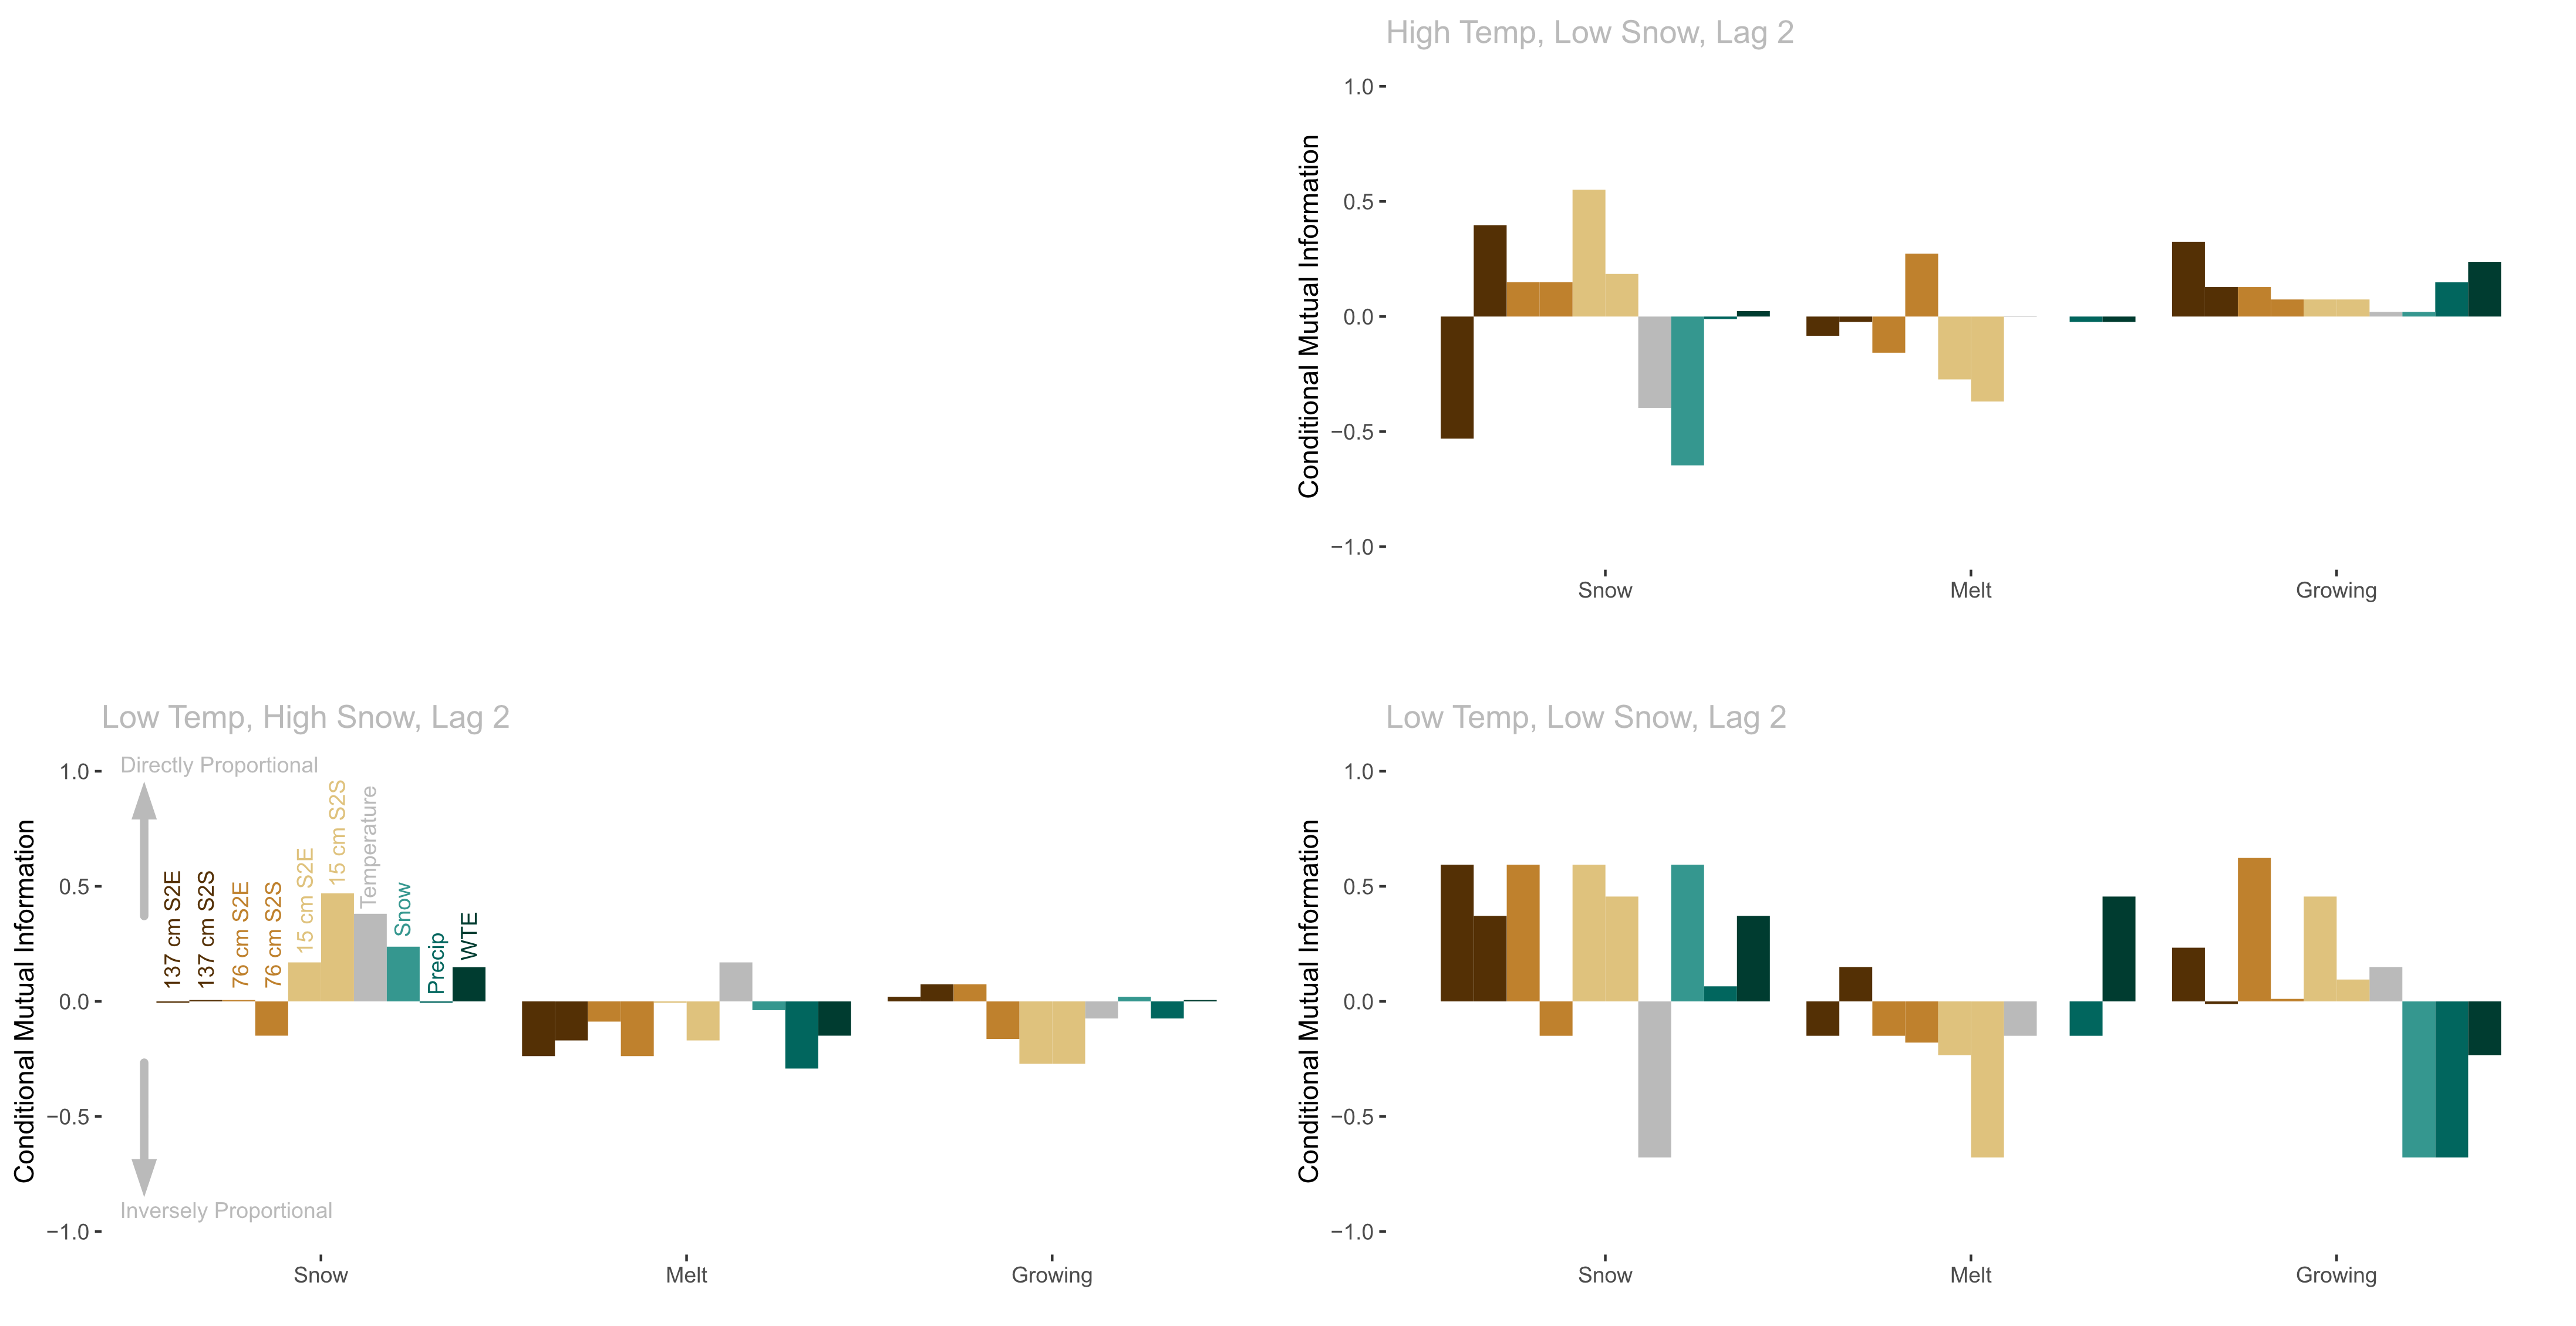 High Temp, Low Snow, Lag 2
Conditional Mutual Information
1.0
0.5
0.0
−0.5
−1.0
Snow
Melt
Growing
Low Temp, High Snow, Lag 2
Conditional Mutual Information
1.0
0.5
0.0
−0.5
−1.0
Directly Proportional
137 cm S2E
137 cm S2S
76 cm S2E
76 cm S2S
15 cm S2E
15 cm S2S
Temperature
Snow
Precip
WTE
Inversely Proportional
Snow
Melt
Growing
Low Temp, Low Snow, Lag 2
Conditional Mutual Information
1.0
0.5
0.0
−0.5
−1.0
Snow
Melt
Growing